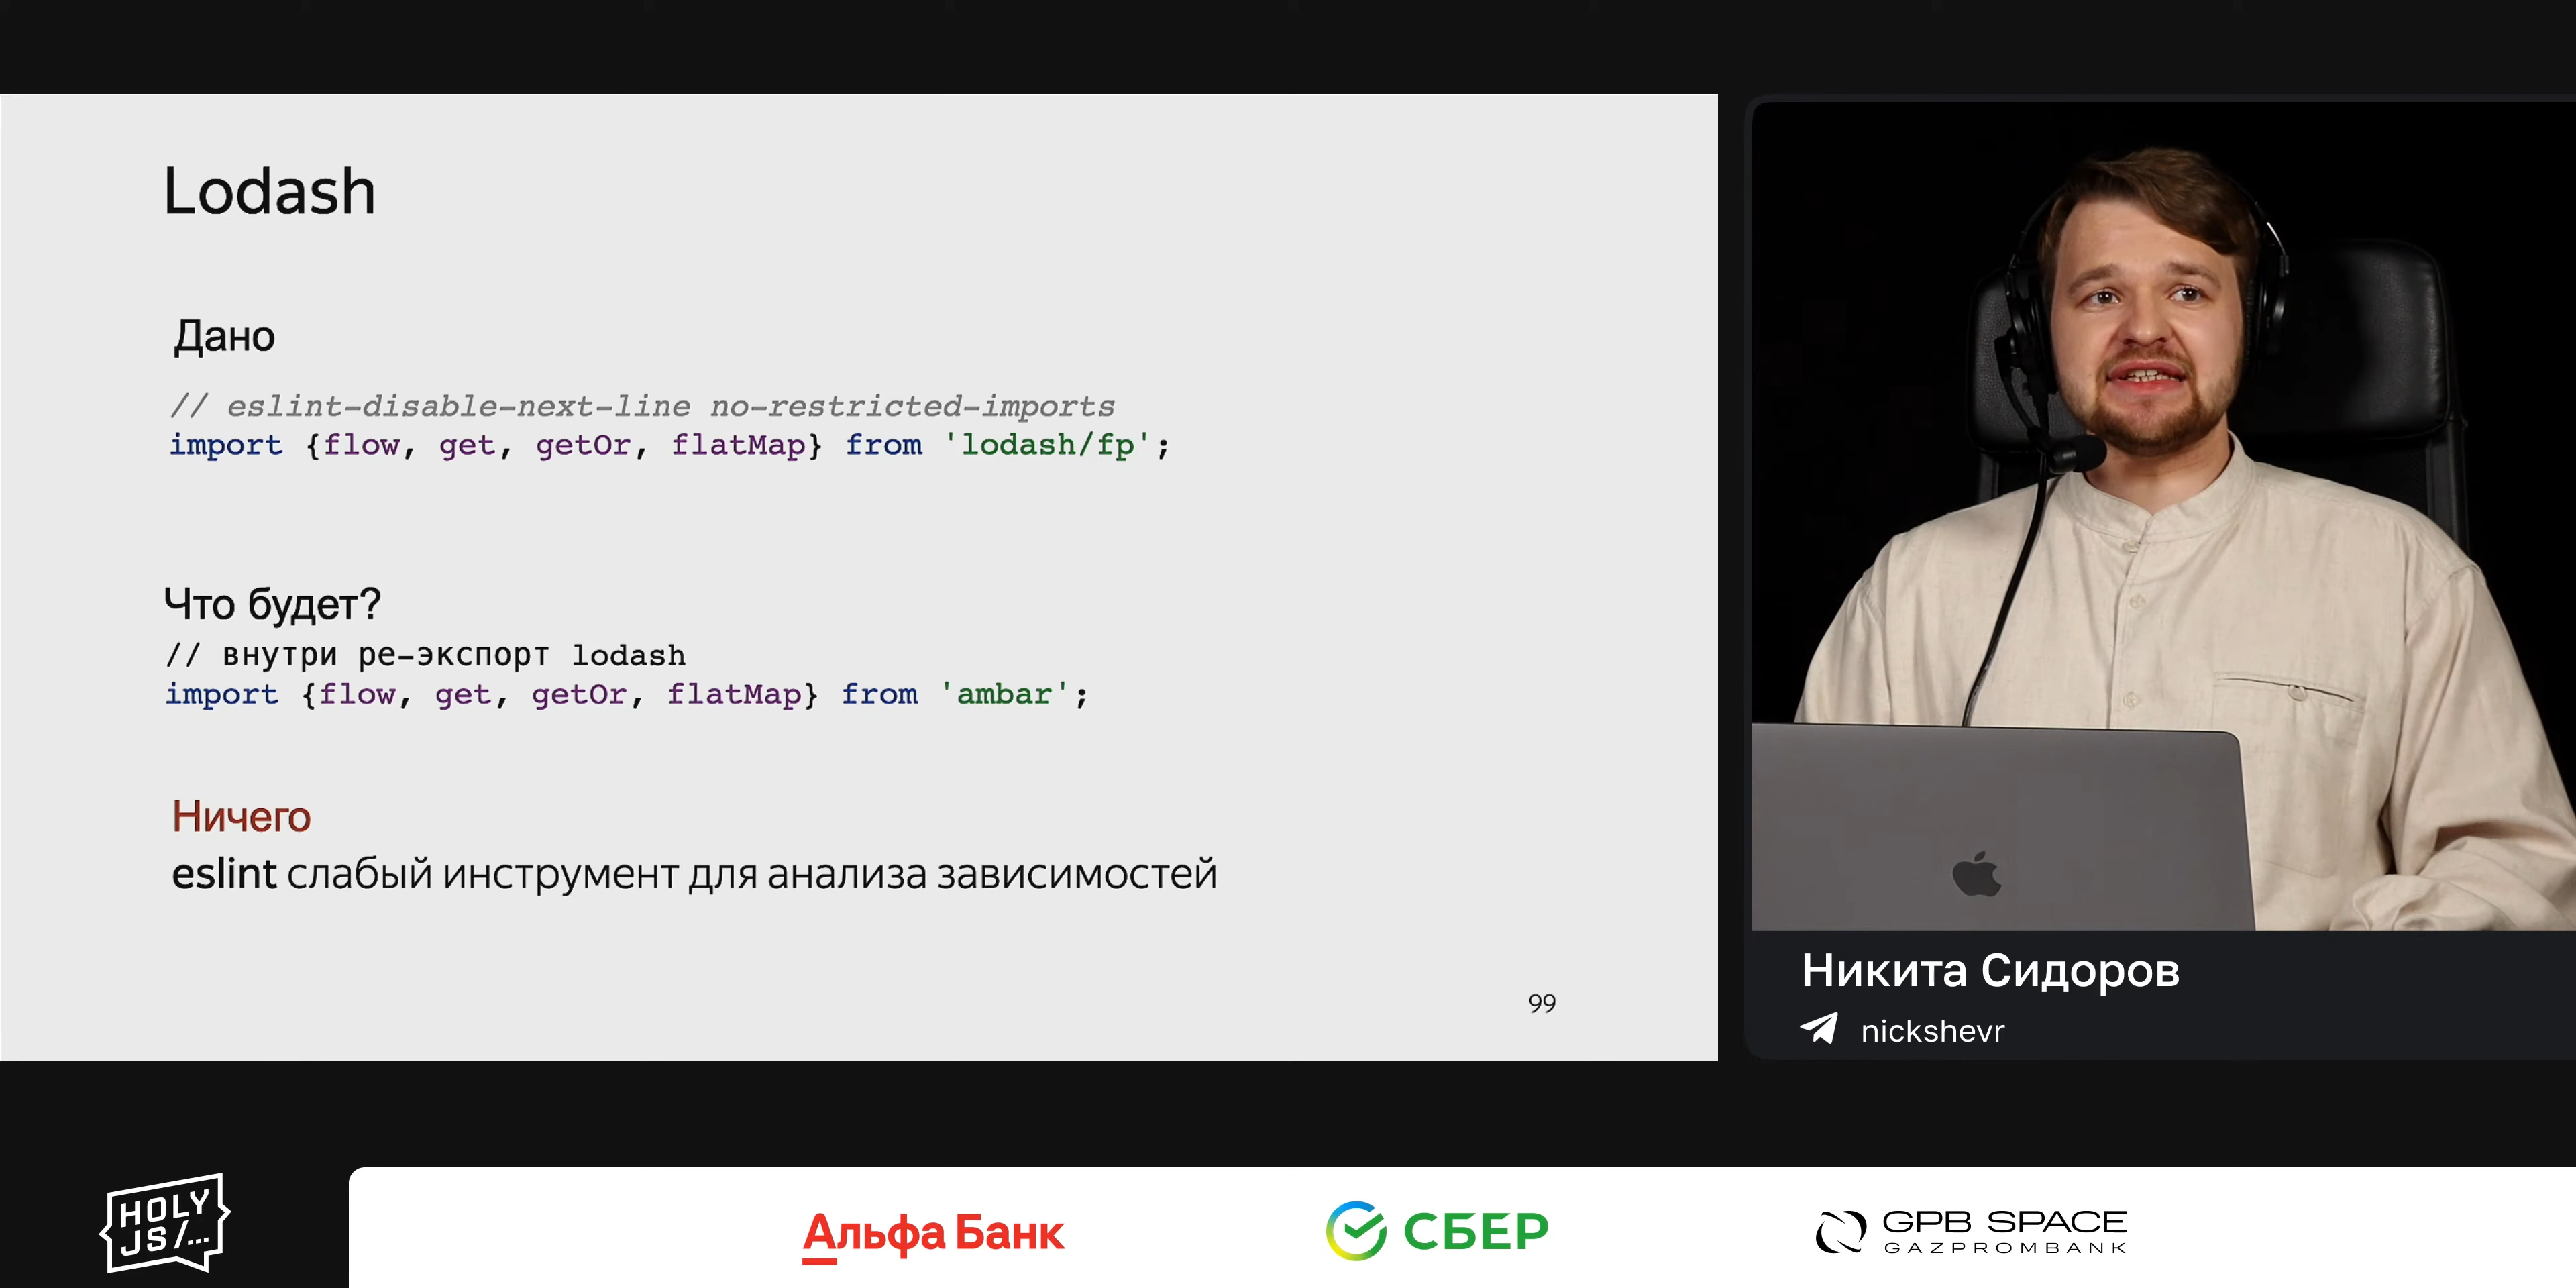 Lodash
Дано
// eslint-disable-next-line no-restricted-imports
import {flow, get, getOr, flatMap} from 'lodash/fp';
Что будет?
// внутри ре-экспорт lodash
import {flow, get, getOr, flatMap} from 'ambar';
Ничего
eslint слабый инструмент для анализа зависимостей
99
Никита Сидоров
nickshevr
HOLY
JS/...
Альфа Банк
СБЕР
GPB SPACE
GAZPROMBANK